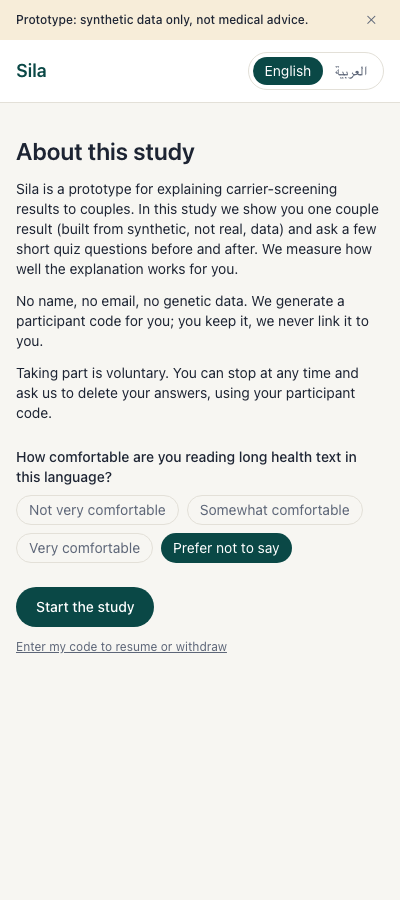 Prototype: synthetic data only, not medical advice.
Sila
English
العربية
About this study
Sila is a prototype for explaining carrier-screening
results to couples. In this study we show you one couple
result (built from synthetic, not real, data) and ask a few
short quiz questions before and after. We measure how
well the explanation works for you.
No name, no email, no genetic data. We generate a
participant code for you; you keep it, we never link it to
you.
Taking part is voluntary. You can stop at any time and
ask us to delete your answers, using your participant
code.
How comfortable are you reading long health text in
this language?
Not very comfortable
Somewhat comfortable
Very comfortable
Prefer not to say
Start the study
Enter my code to resume or withdraw